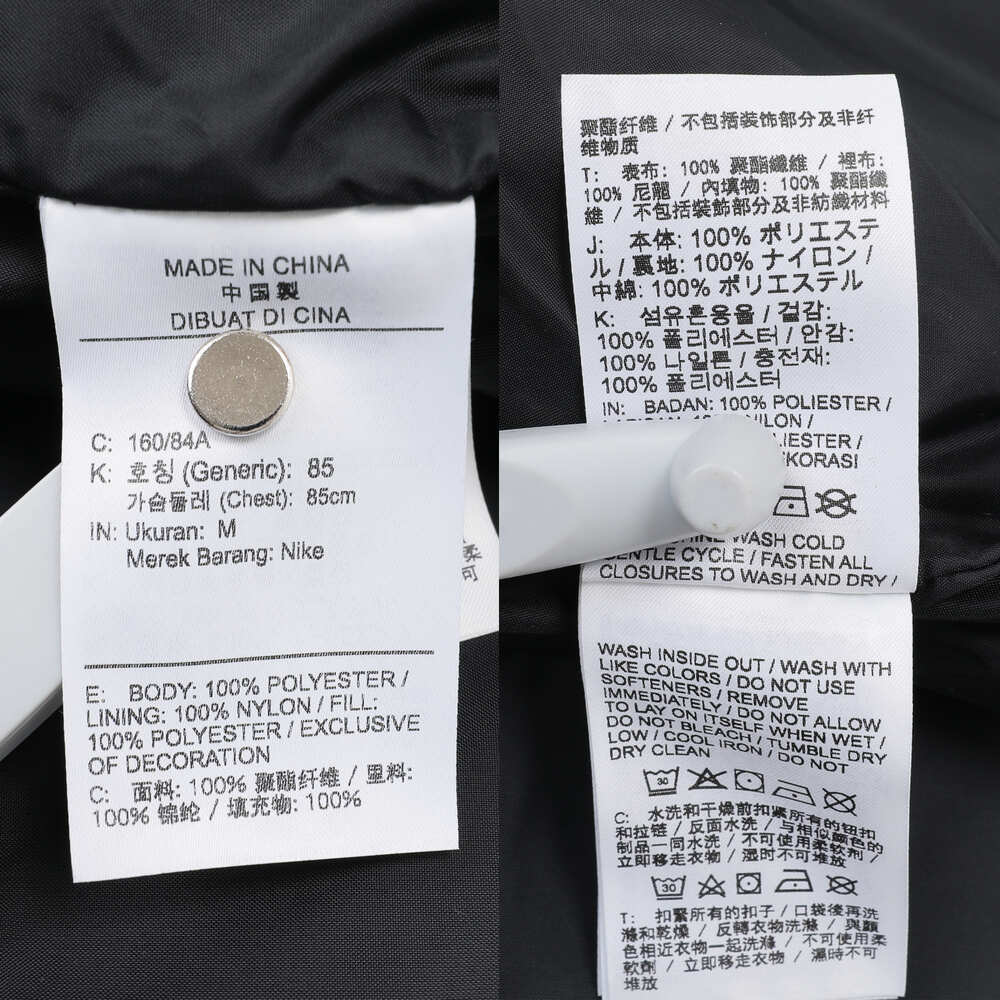 MADE IN CHINA
中国製
DIBUAT DI CINA
C: 160/84A
K: 호칭 (Generic): 85
가슴둘레 (Chest): 85cm
IN: Ukuran: M
Merek Barang: Nike
柔
可
E: BODY: 100% POLYESTER /
LINING: 100% NYLON / FILL:
100% POLYESTER / EXCLUSIVE
OF DECORATION
C: 面料: 100% 聚酯纤维 / 里料:
100% 锦纶 / 填充物: 100%
聚酯纤维 / 不包括装饰部分及非纤
维物质
T: 表布: 100% 聚酯纖維 / 裡布:
100% 尼龍 / 內填物: 100% 聚酯纖
維 / 不包括裝飾部分及非紡織材料
J: 本体: 100% ポリエステ
ル / 裏地: 100% ナイロン /
中綿: 100% ポリエステル
K: 섬유혼용율 / 겉감:
100% 폴리에스터 / 안감:
100% 나일론 / 충전재:
100% 폴리에스터
IN: BADAN: 100% POLIESTER /
WASH COLD
GENTLE CYCLE / FASTEN ALL
CLOSURES TO WASH AND DRY /
WASH INSIDE OUT / WASH WITH
LIKE COLORS / DO NOT USE
SOFTENERS / REMOVE
IMMEDIATELY / DO NOT ALLOW
TO LAY ON ITSELF WHEN WET /
DO NOT BLEACH / TUMBLE DRY
LOW / COOL IRON / DO NOT
DRY CLEAN
30
C: 水洗和干燥前扣紧所有的钮扣
和拉链 / 反面水洗 / 与相似颜色的
制品一同水洗 / 不可使用柔软剂 /
立即移走衣物 / 湿时不可堆放
30
T: 扣緊所有的扣子 / 口袋後再洗
滌和乾燥 / 反轉衣物洗滌 / 與顏
色相近衣物一起洗滌 / 不可使用柔
軟劑 / 立即移走衣物 / 濕時不可
堆放